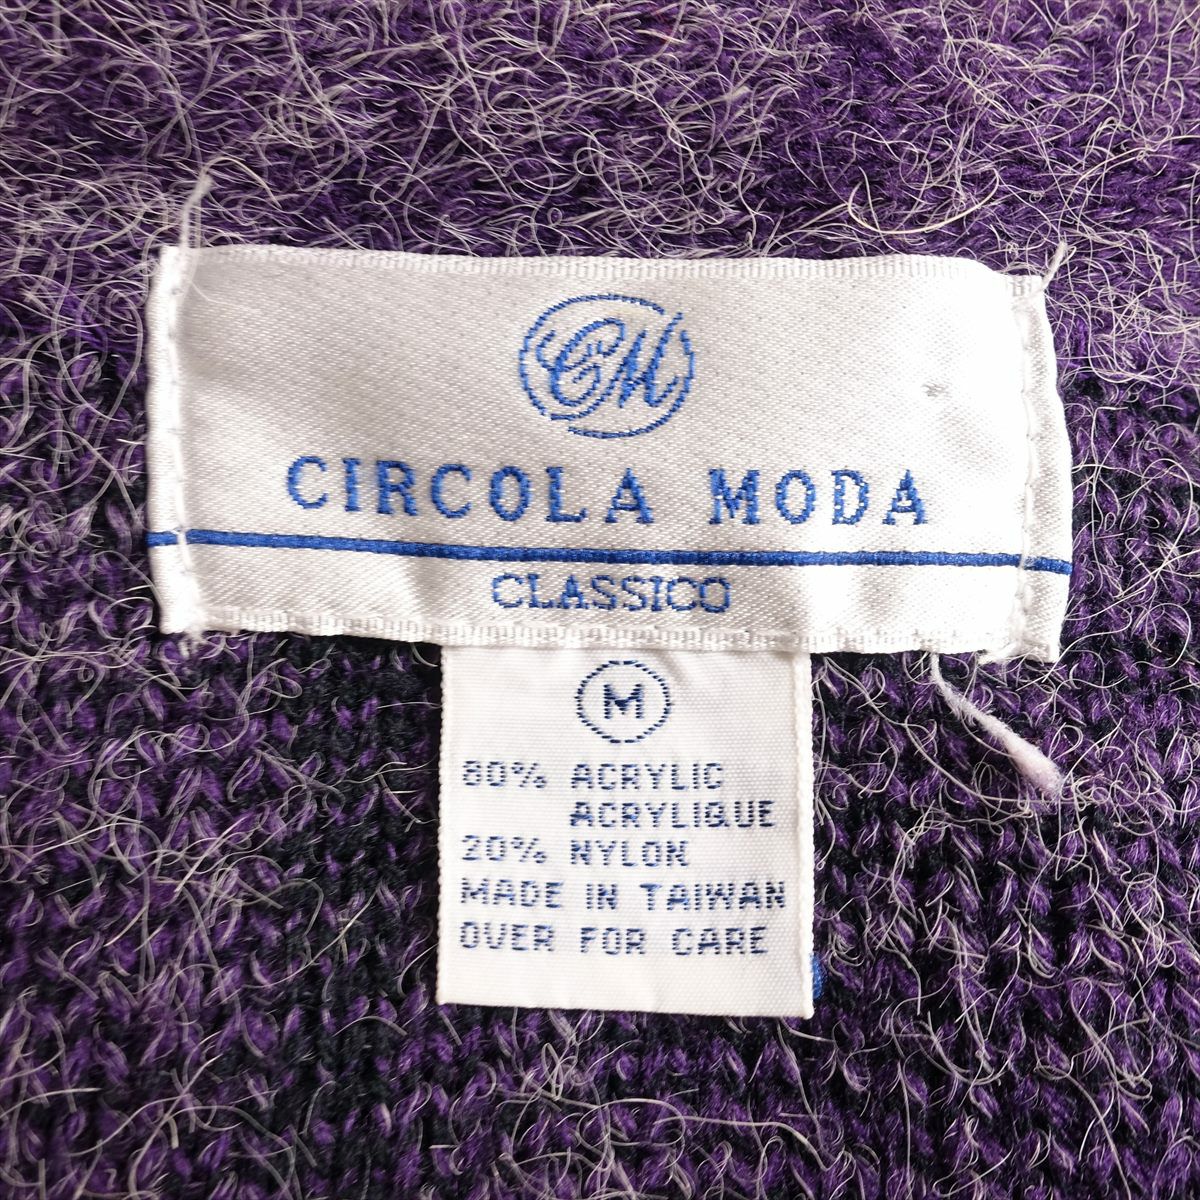 CM
CIRCOLA MODA
CLASSICO
M
80% ACRYLIC
ACRYLIQUE
20% NYLON
MADE IN TAIWAN
OVER FOR CARE